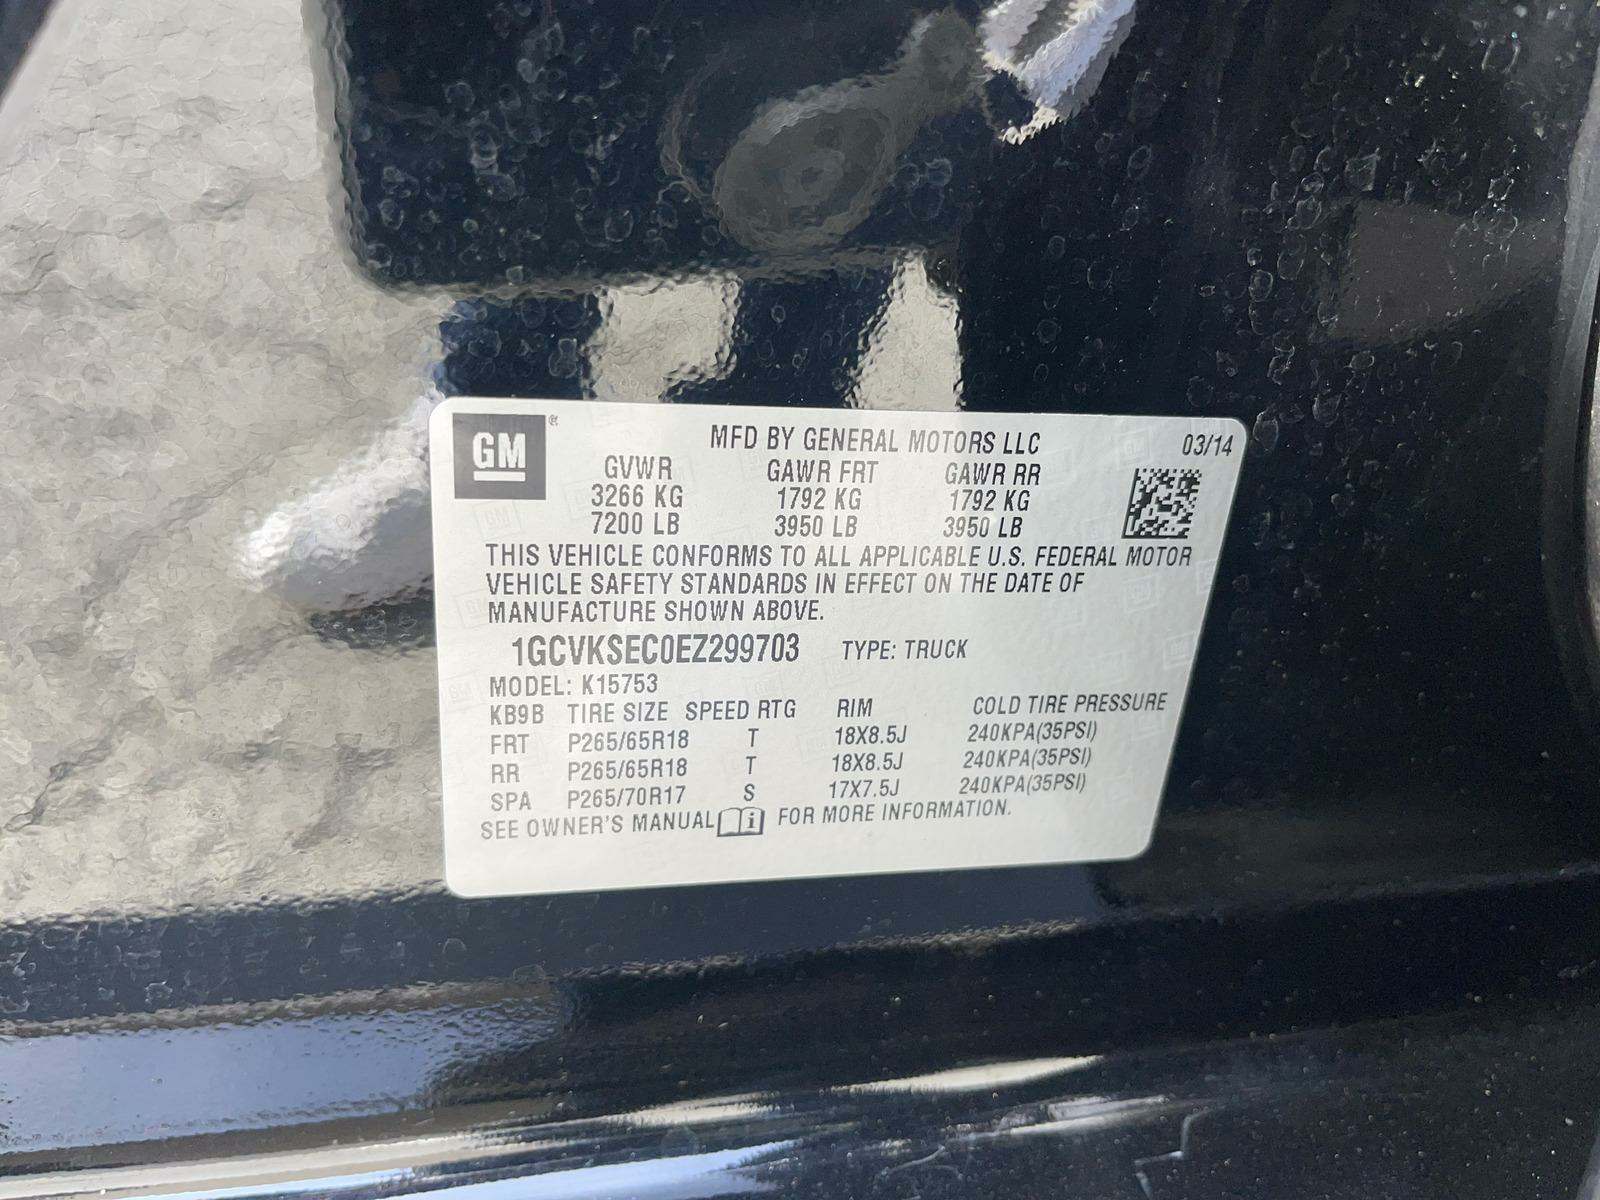 GM ®
MFD BY GENERAL MOTORS LLC 03/14
GVWR GAWR FRT GAWR RR
3266 KG 1792 KG 1792 KG
7200 LB 3950 LB 3950 LB
THIS VEHICLE CONFORMS TO ALL APPLICABLE U.S. FEDERAL MOTOR
VEHICLE SAFETY STANDARDS IN EFFECT ON THE DATE OF
MANUFACTURE SHOWN ABOVE.
1GCVKSEC0EZ299703 TYPE: TRUCK
MODEL: K15753
KB9B TIRE SIZE SPEED RTG RIM COLD TIRE PRESSURE
FRT P265/65R18 T 18X8.5J 240KPA(35PSI)
RR P265/65R18 T 18X8.5J 240KPA(35PSI)
SPA P265/70R17 S 17X7.5J 240KPA(35PSI)
SEE OWNER'S MANUAL i FOR MORE INFORMATION.